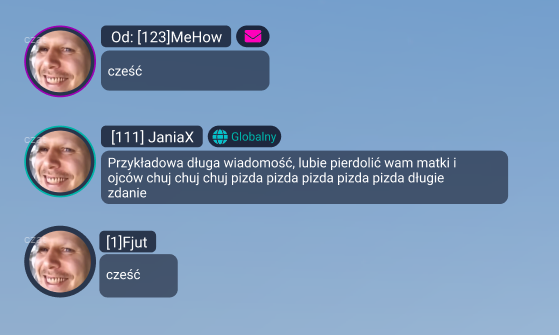 Od: [123]MeHow
cześć
[111] JaniaX Globalny
Przykładowa długa wiadomość, lubie pierdolić wam matki i
ojców chuj chuj chuj pizda pizda pizda pizda pizda długie
zdanie
[1]Fjut
cześć